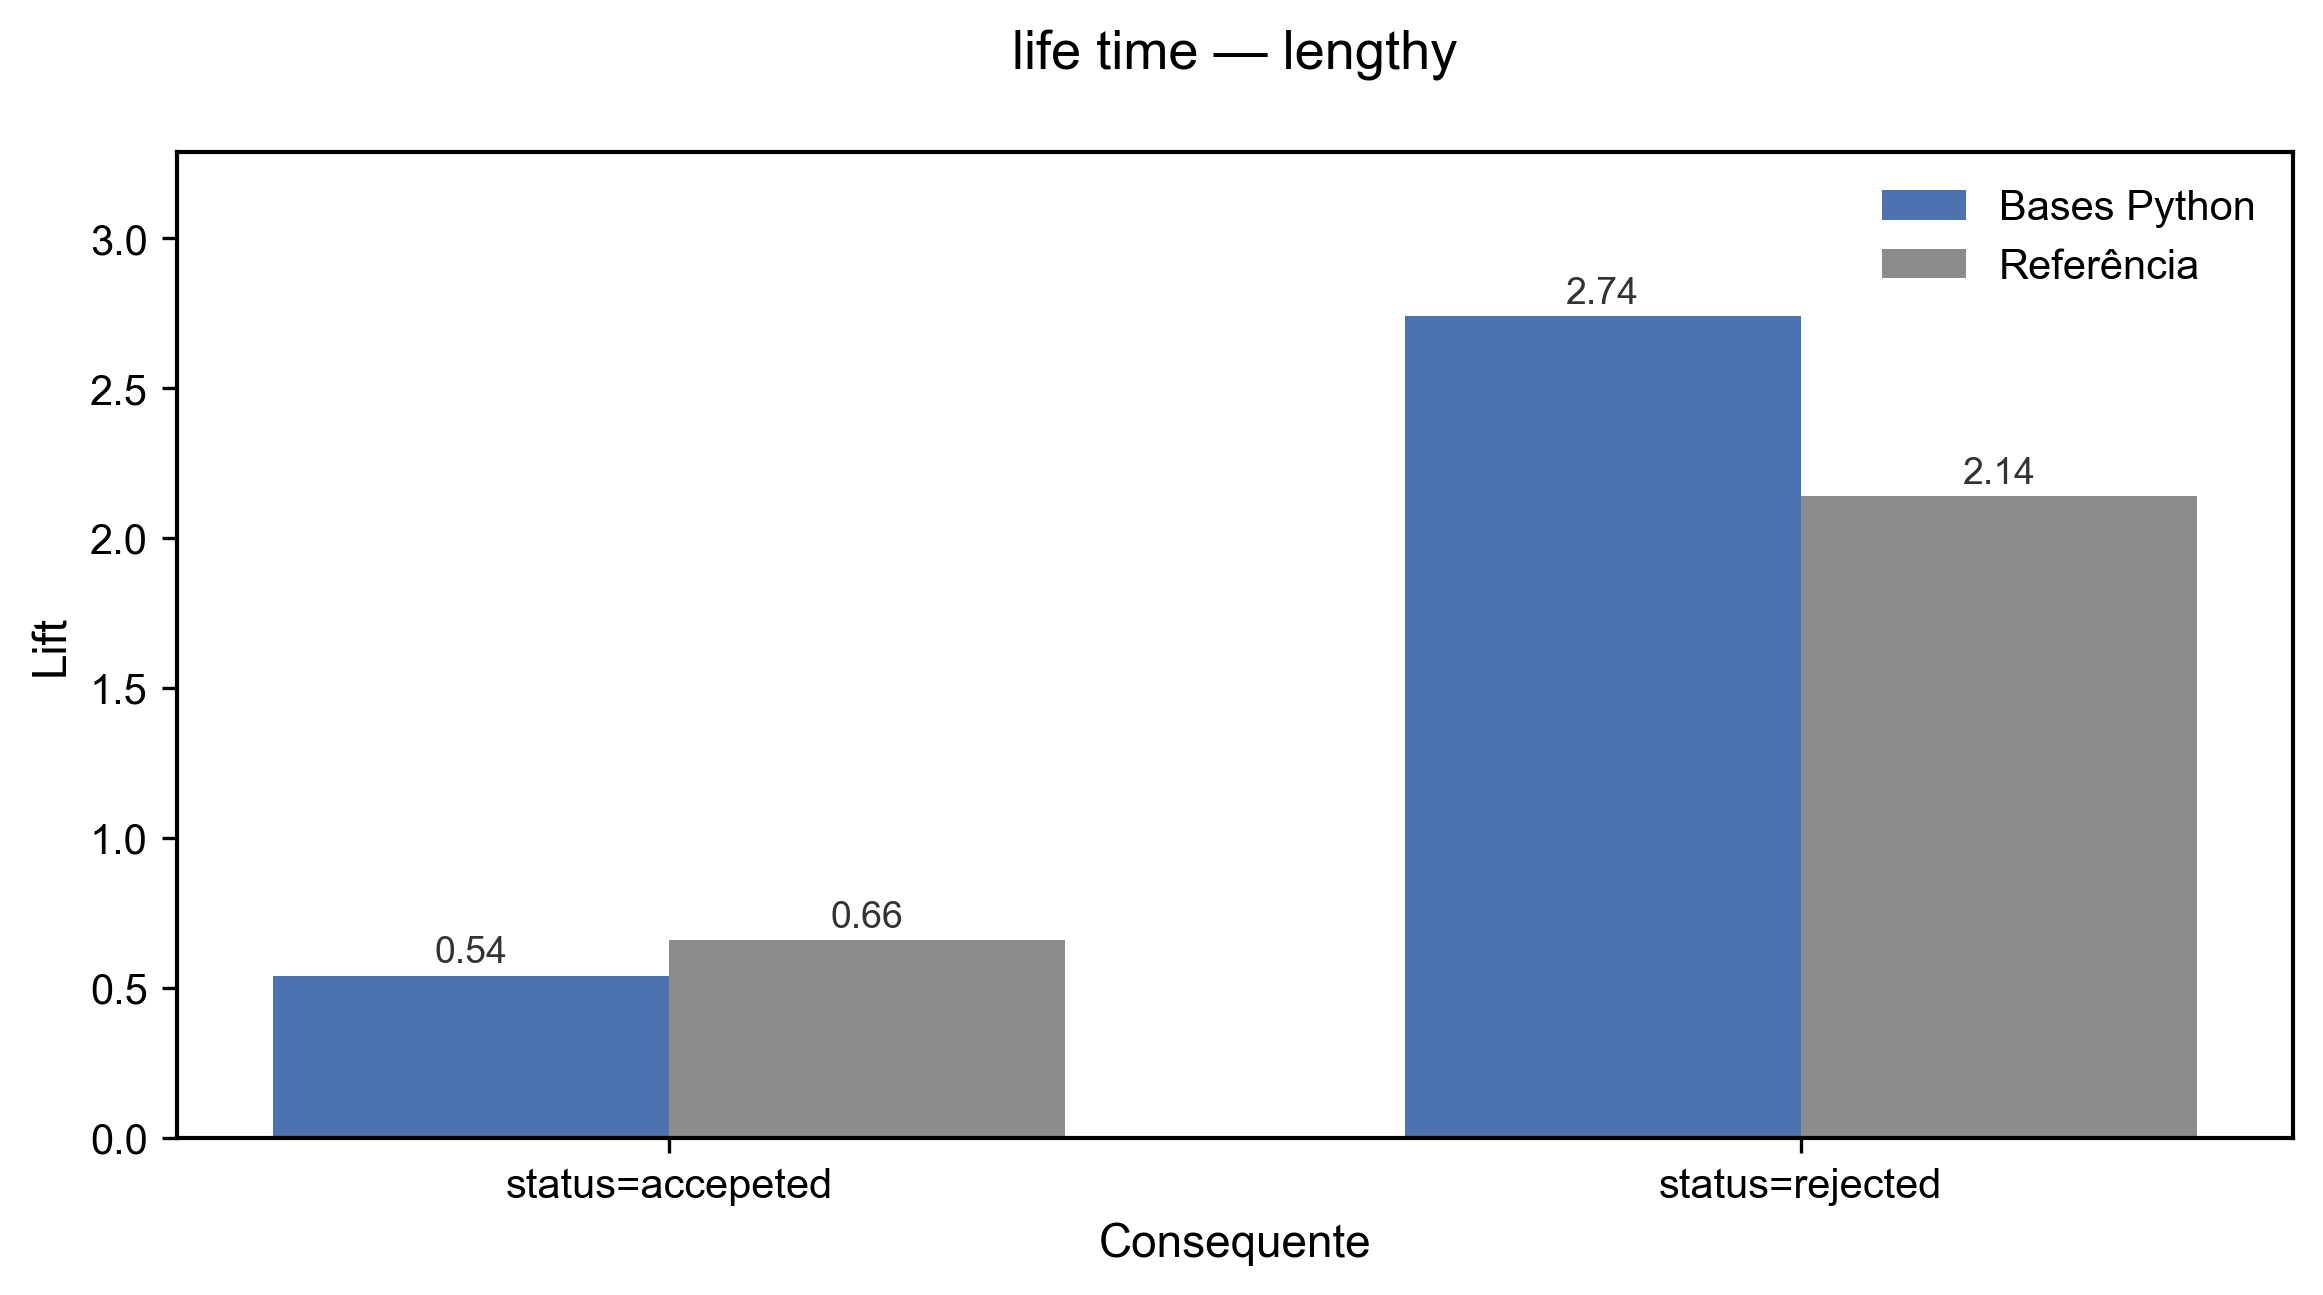 life time — lengthy
Bases Python
Referência
3.0
2.5
2.0
1.5
1.0
0.5
0.0
Lift
0.54
0.66
2.74
2.14
status=accepeted
status=rejected
Consequente